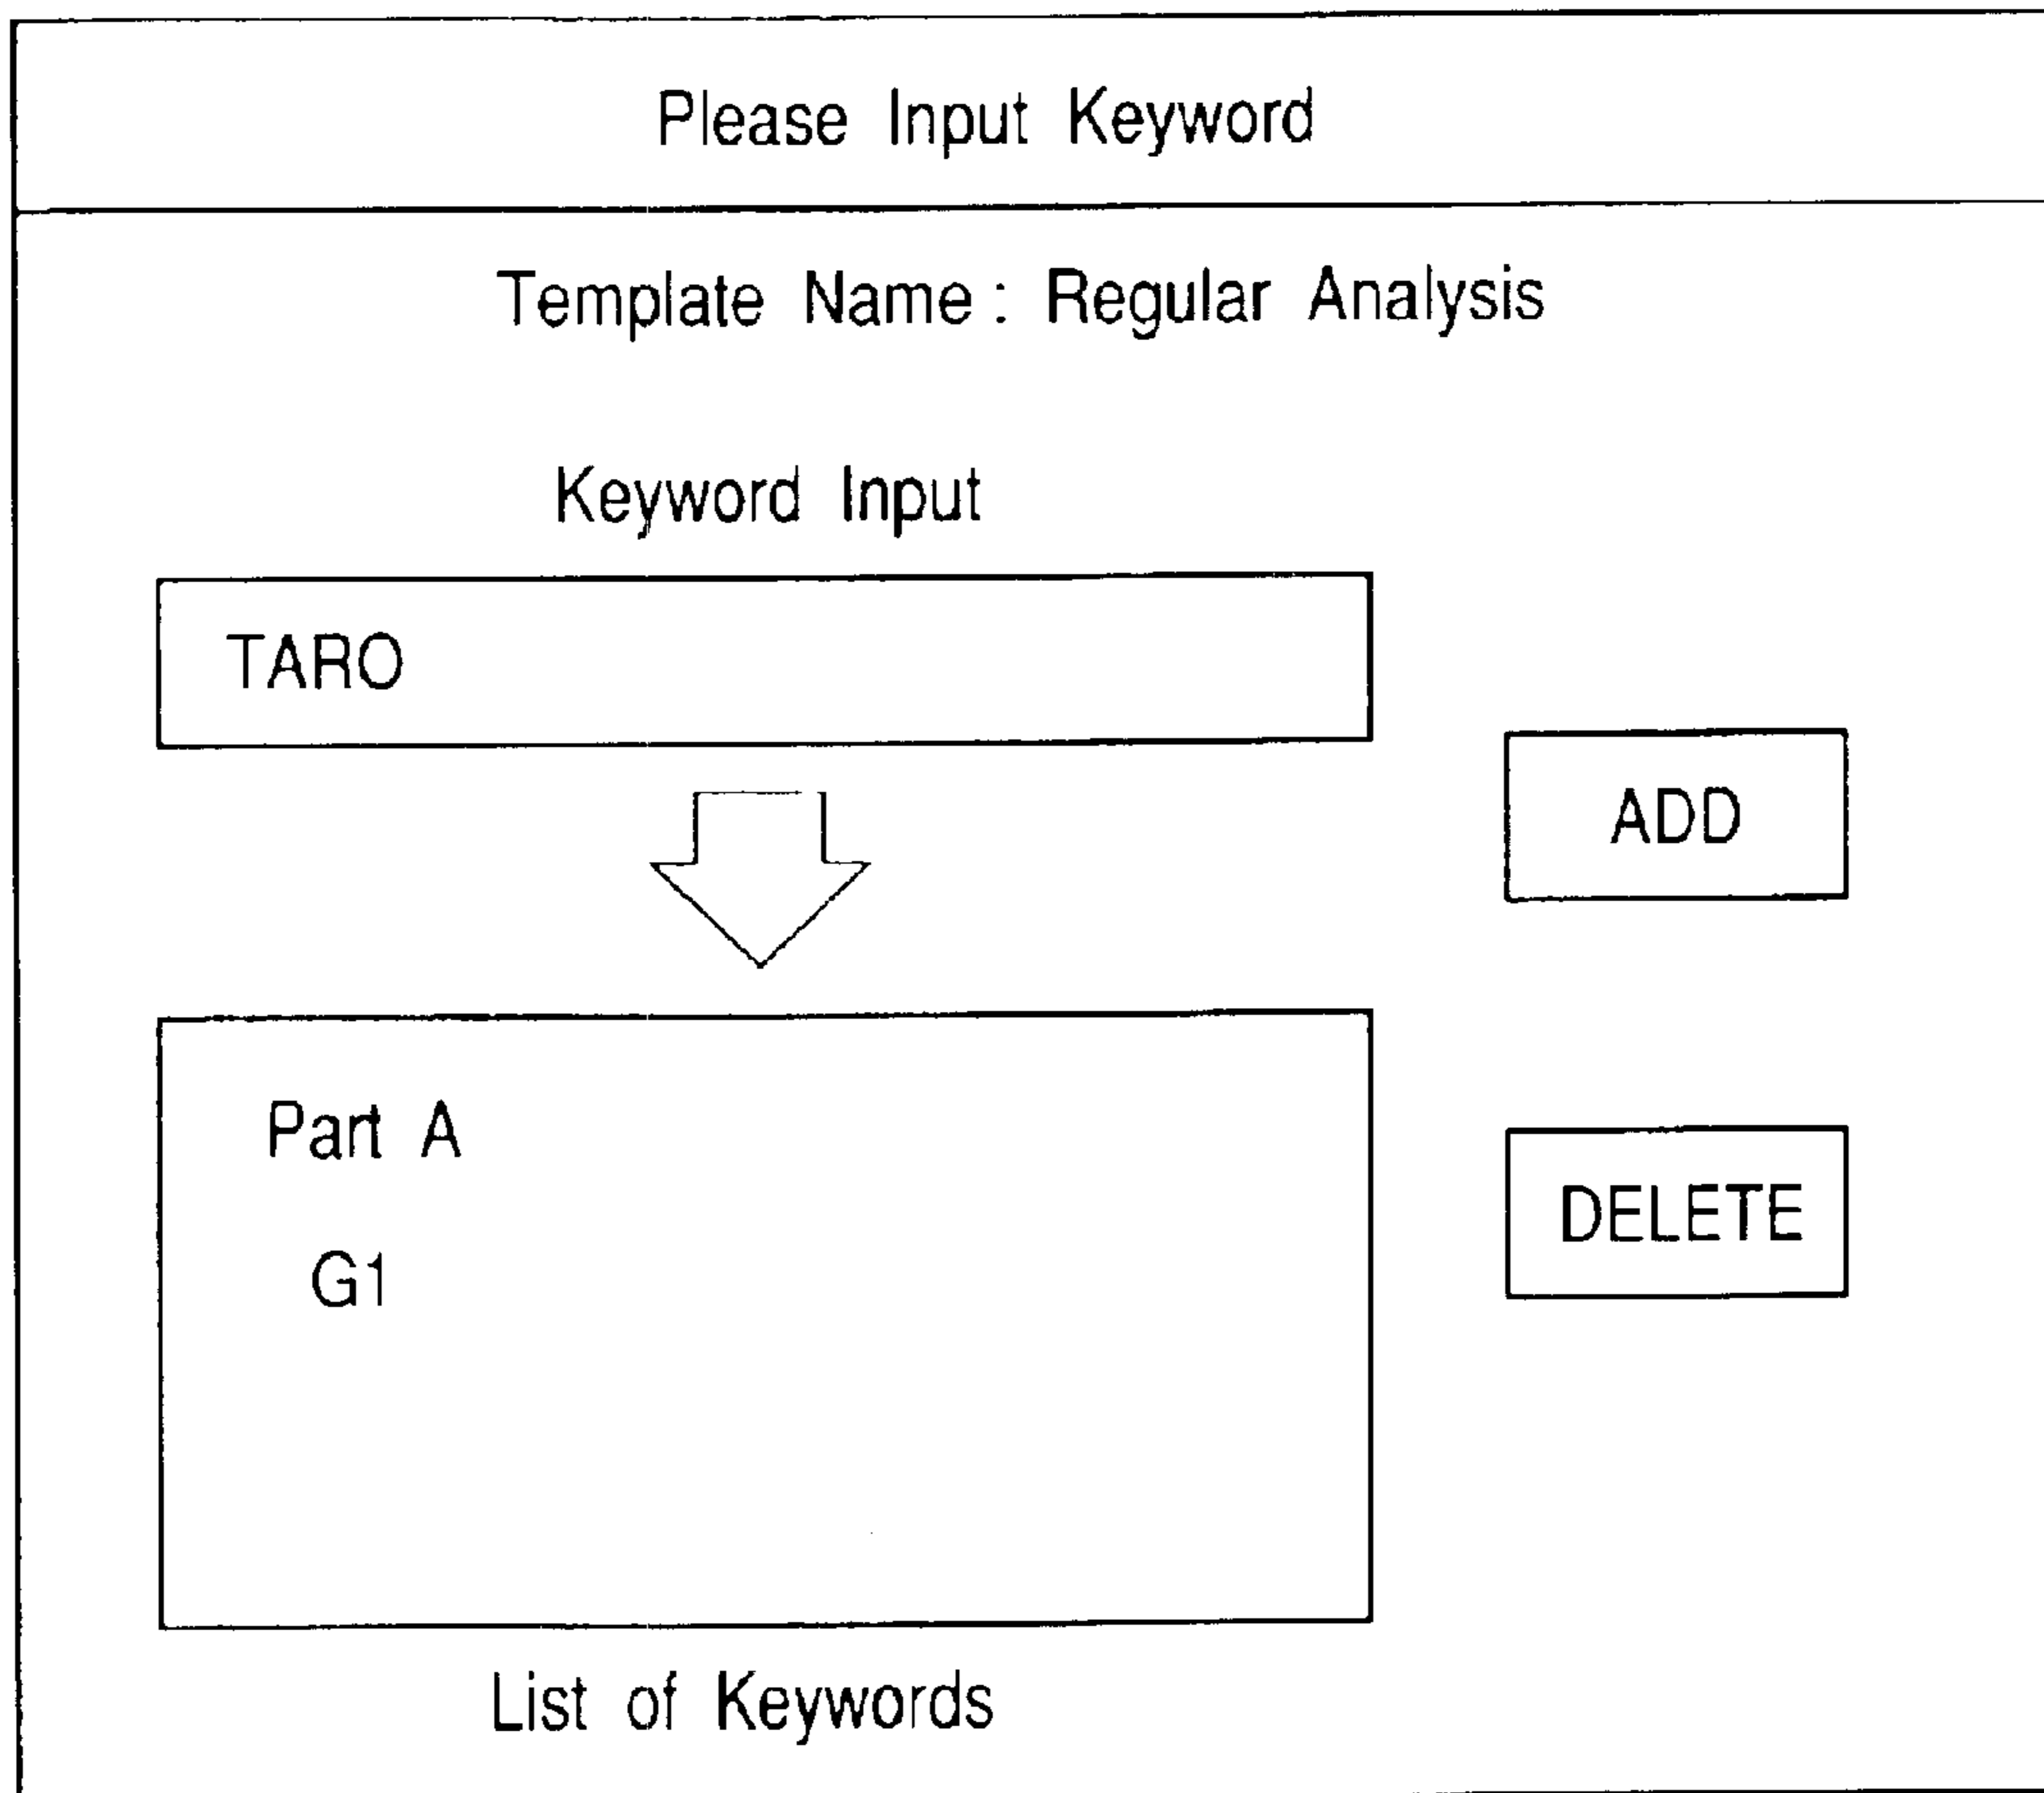 Please Input Keyword
Template Name : Regular Analysis
Keyword Input
TARO
ADD
Part A
G1
DELETE
List of Keywords